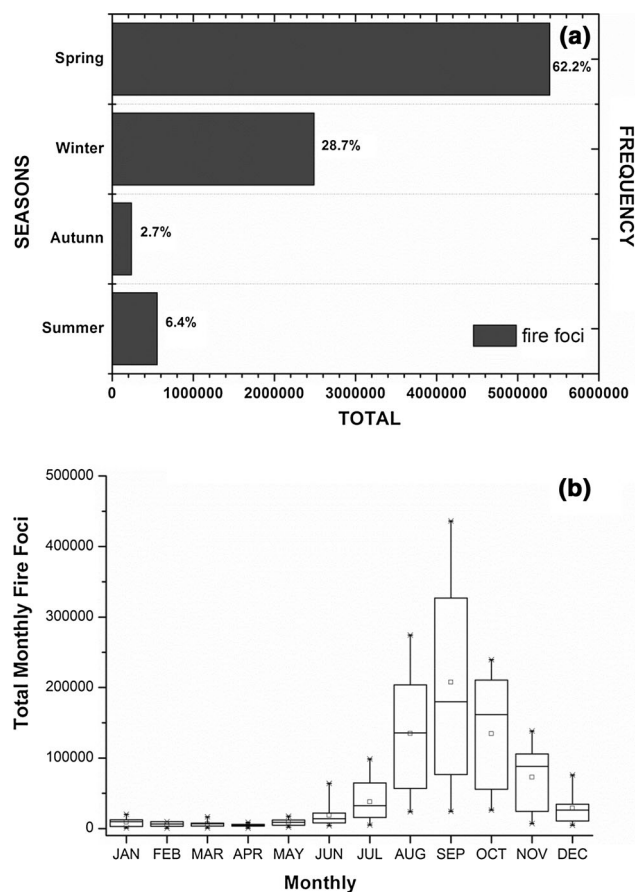 (a)
Spring
62.2%
Winter
28.7%
Autunn
2.7%
Summer
6.4%
SEASONS
FREQUENCY
fire foci
0 1000000 2000000 3000000 4000000 5000000 6000000
TOTAL
(b)
500000
400000
300000
200000
100000
0
Total Monthly Fire Foci
JAN FEB MAR APR MAY JUN JUL AUG SEP OCT NOV DEC
Monthly